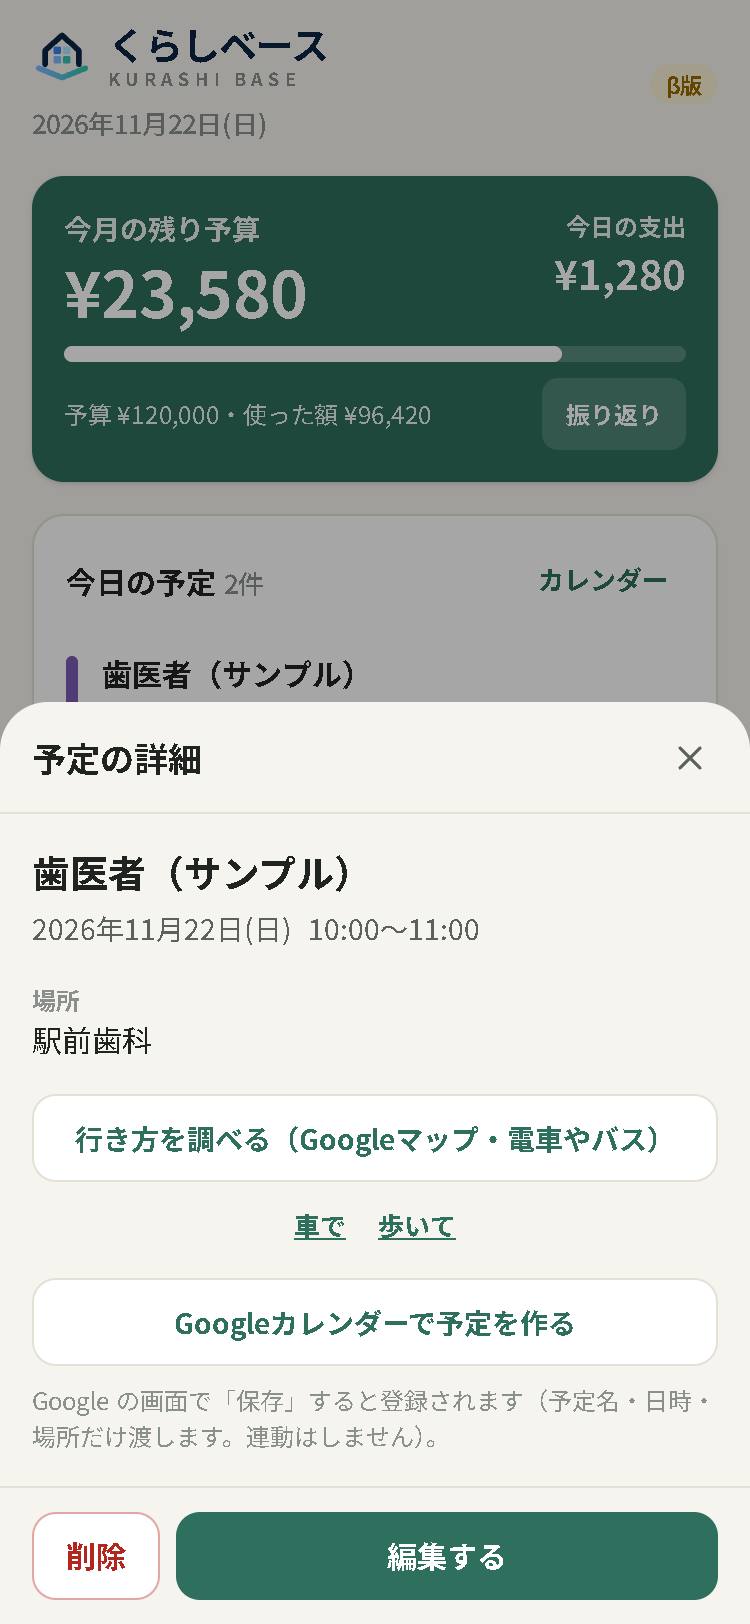 くらしベース
KURASHI BASE
2026年11月22日(日)
β版
今月の残り予算
今日の支出
¥23,580
¥1,280
予算 ¥120,000・使った額 ¥96,420
振り返り
今日の予定 2件
カレンダー
歯医者（サンプル）
予定の詳細
歯医者（サンプル）
2026年11月22日(日) 10:00〜11:00
場所
駅前歯科
行き方を調べる（Googleマップ・電車やバス）
車で 歩いて
Googleカレンダーで予定を作る
Google の画面で「保存」すると登録されます（予定名・日時・
場所だけ渡します。連動はしません）。
削除
編集する